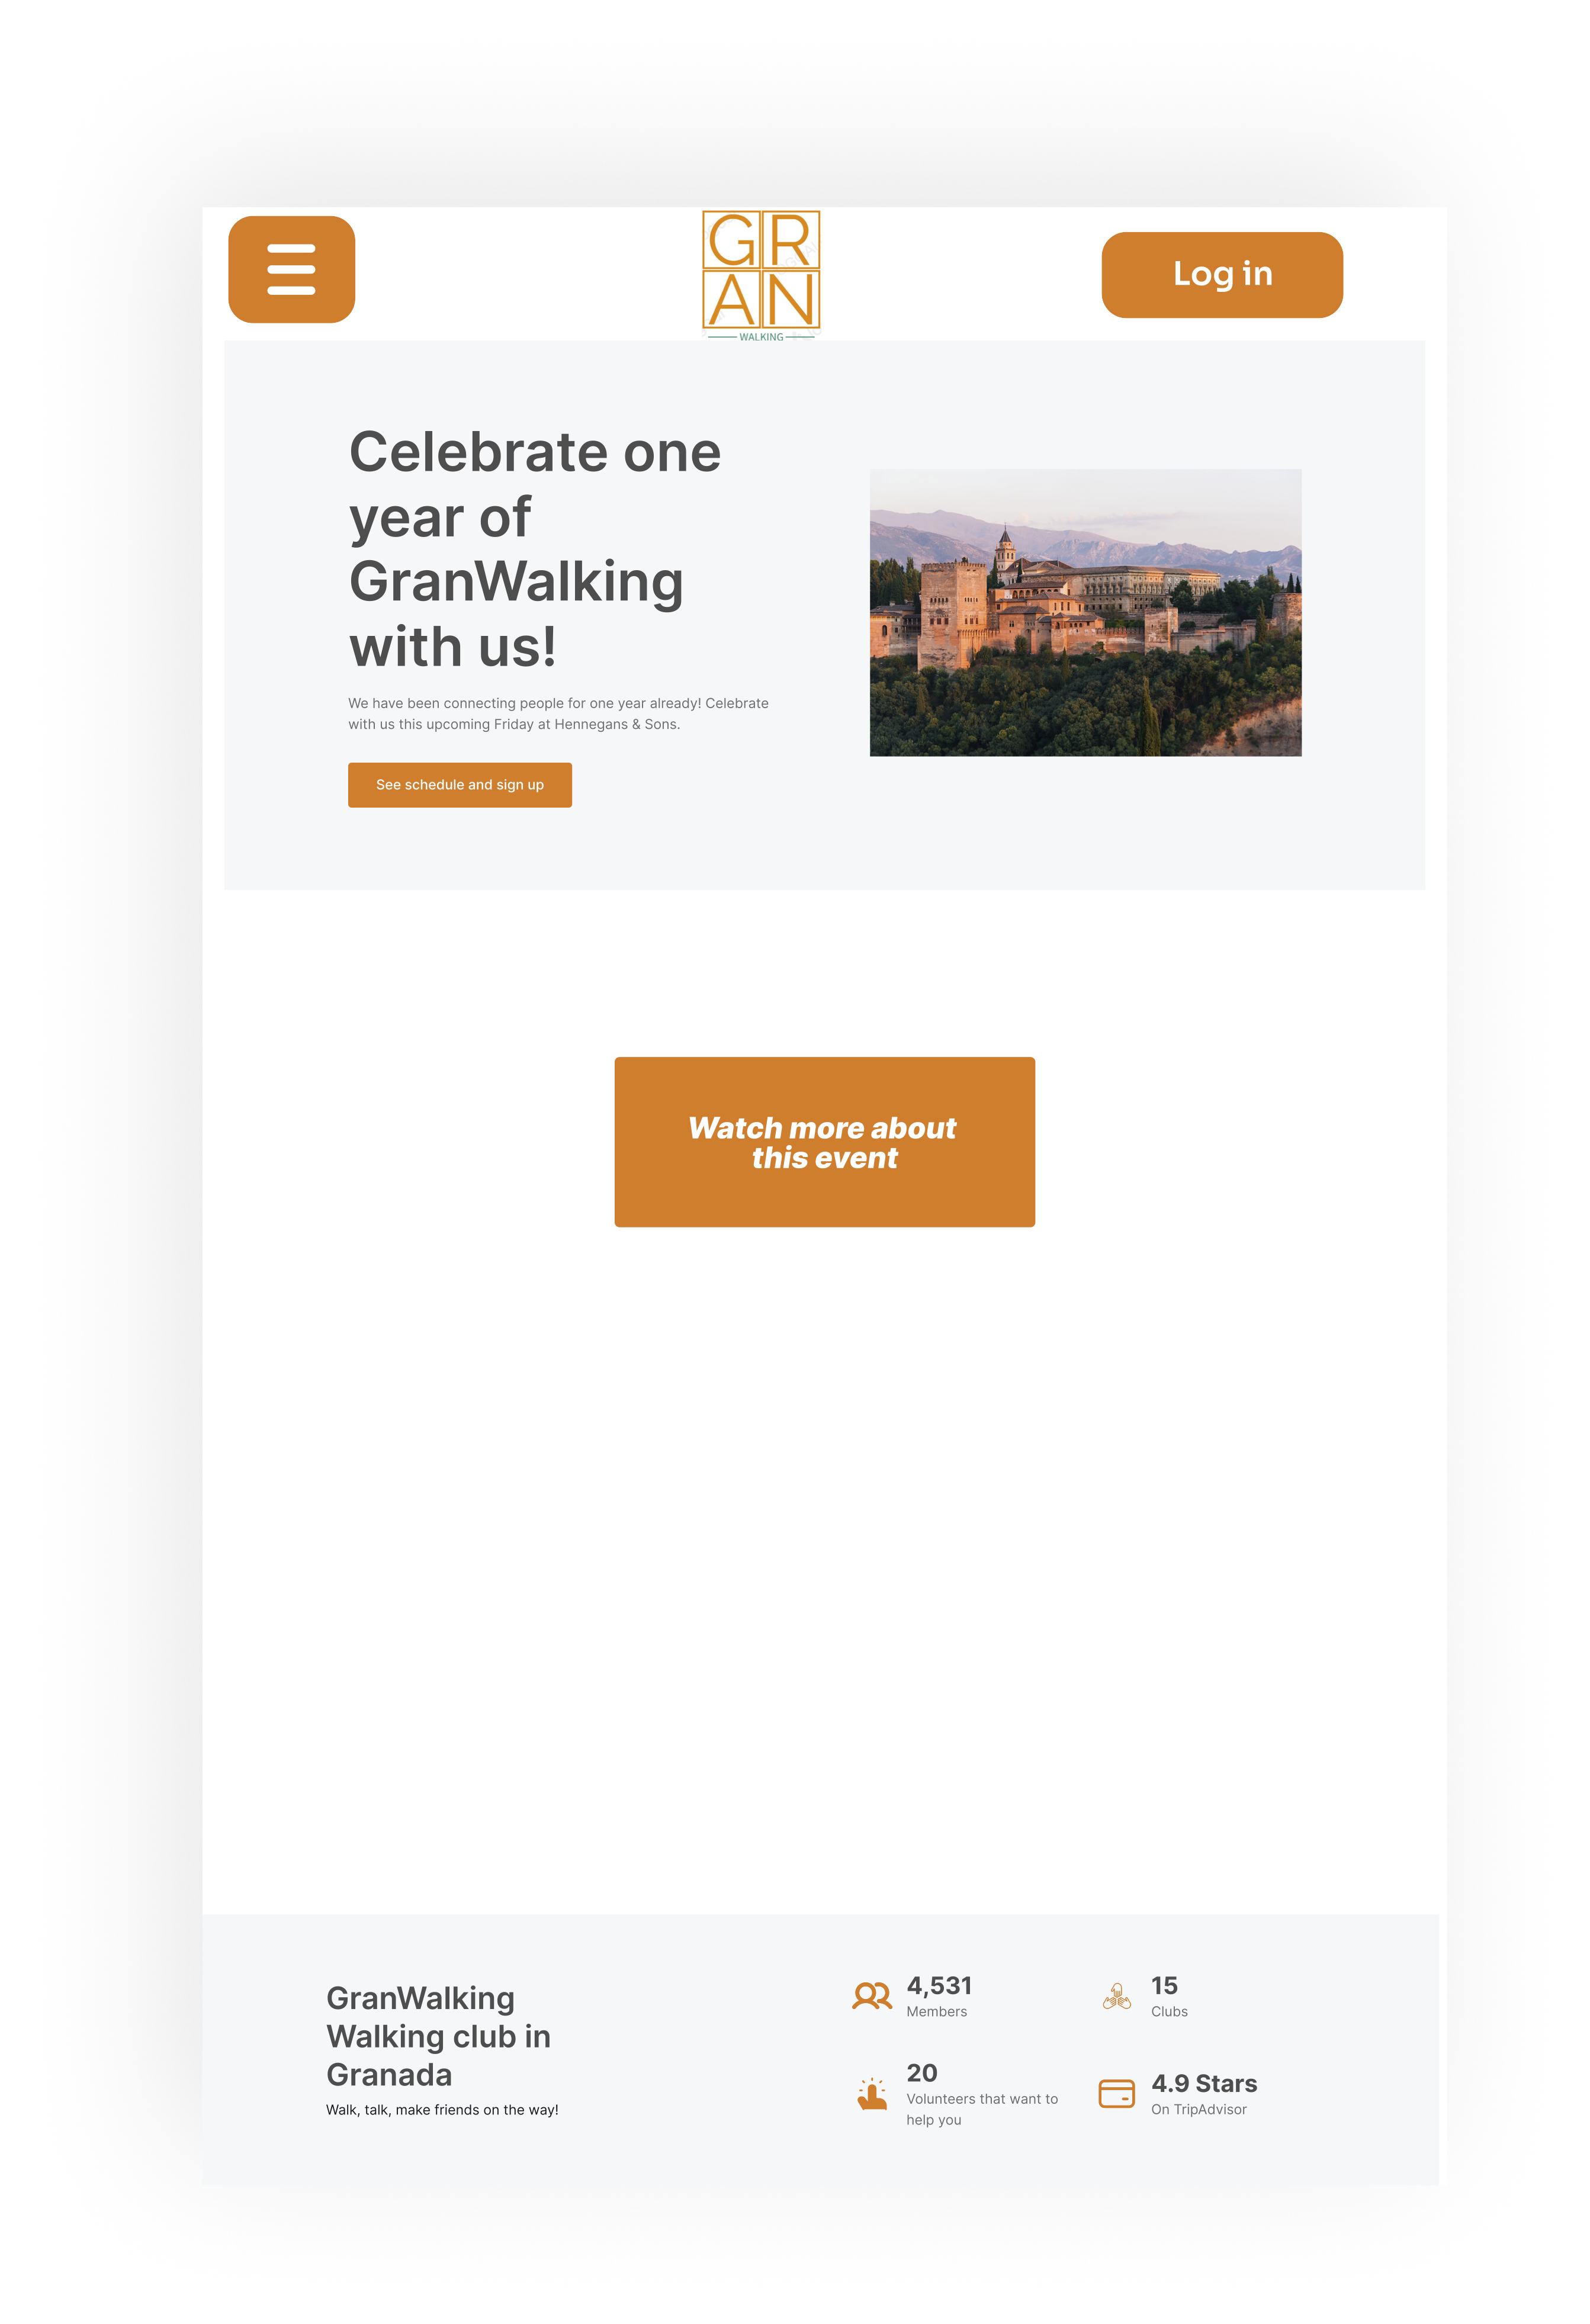 GR
AN
WALKING
Log in
Celebrate one
year of
GranWalking
with us!
We have been connecting people for one year already! Celebrate
with us this upcoming Friday at Hennegans & Sons.
See schedule and sign up
Watch more about
this event
GranWalking
Walking club in
Granada
Walk, talk, make friends on the way!
4,531
Members
15
Clubs
20
Volunteers that want to
help you
4.9 Stars
On TripAdvisor